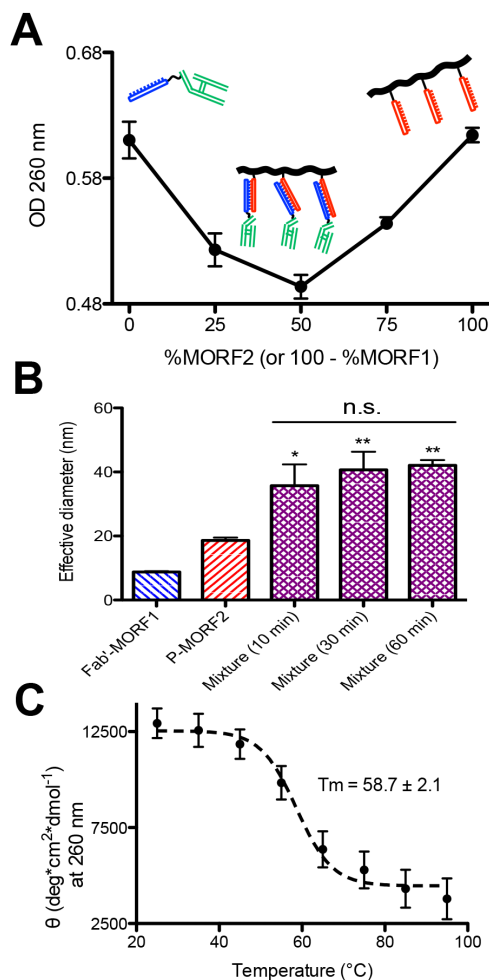 A
0.68
0.58
0.48
OD 260 nm
0
25
50
75
100
%MORF2 (or 100 - %MORF1)
B
n.s.
60
40
20
0
Effective diameter (nm)
*
**
**
Fab'-MORF1
P-MORF2
Mixture (10 min)
Mixture (30 min)
Mixture (60 min)
C
12500
7500
2500
θ (deg*cm²*dmol⁻¹)
at 260 nm
Tm = 58.7 ± 2.1
20
40
60
80
100
Temperature (°C)